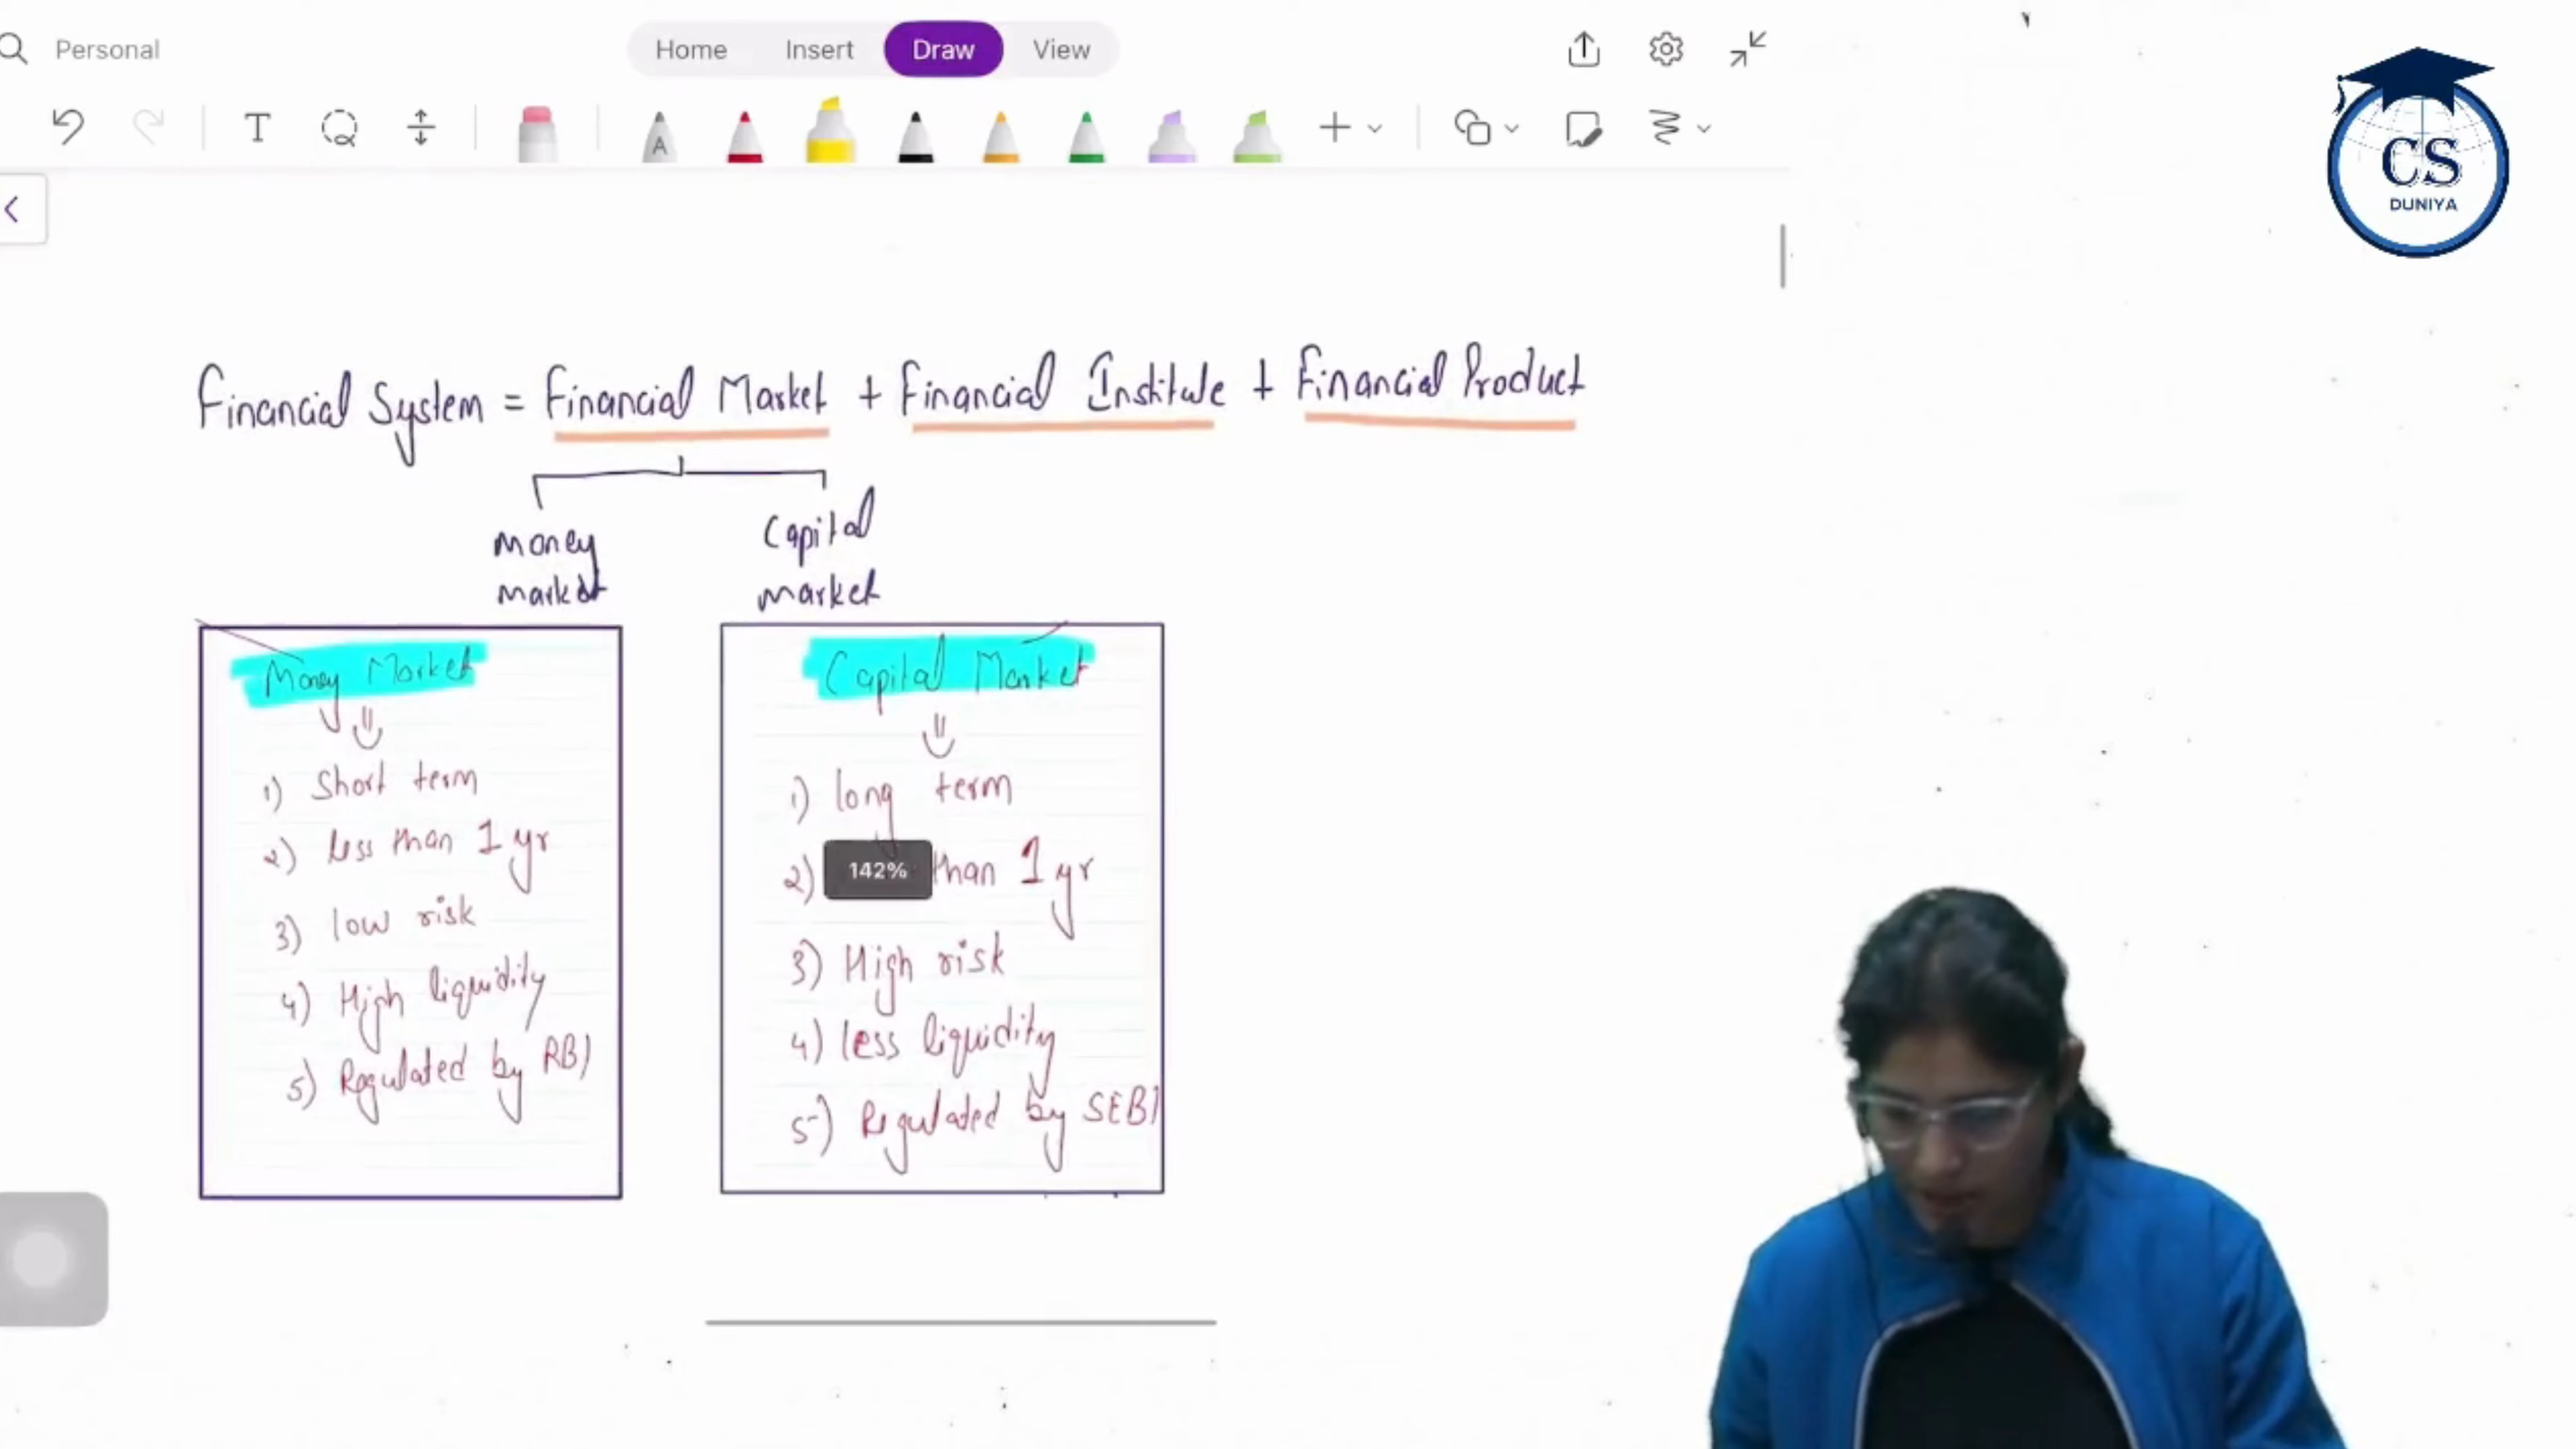 Personal
Home Insert Draw View
A
CS
DUNIYA
Financial System = Financial Market + Financial Institute + Financial Product
Money
market
Capital
market
Money Market
1) Short term
2) less than 1 yr
3) low risk
4) High liquidity
5) Regulated by RBI
Capital Market
1) long term
2) than 1 yr
142%
3) High risk
4) less liquidity
5) Regulated by SEBI